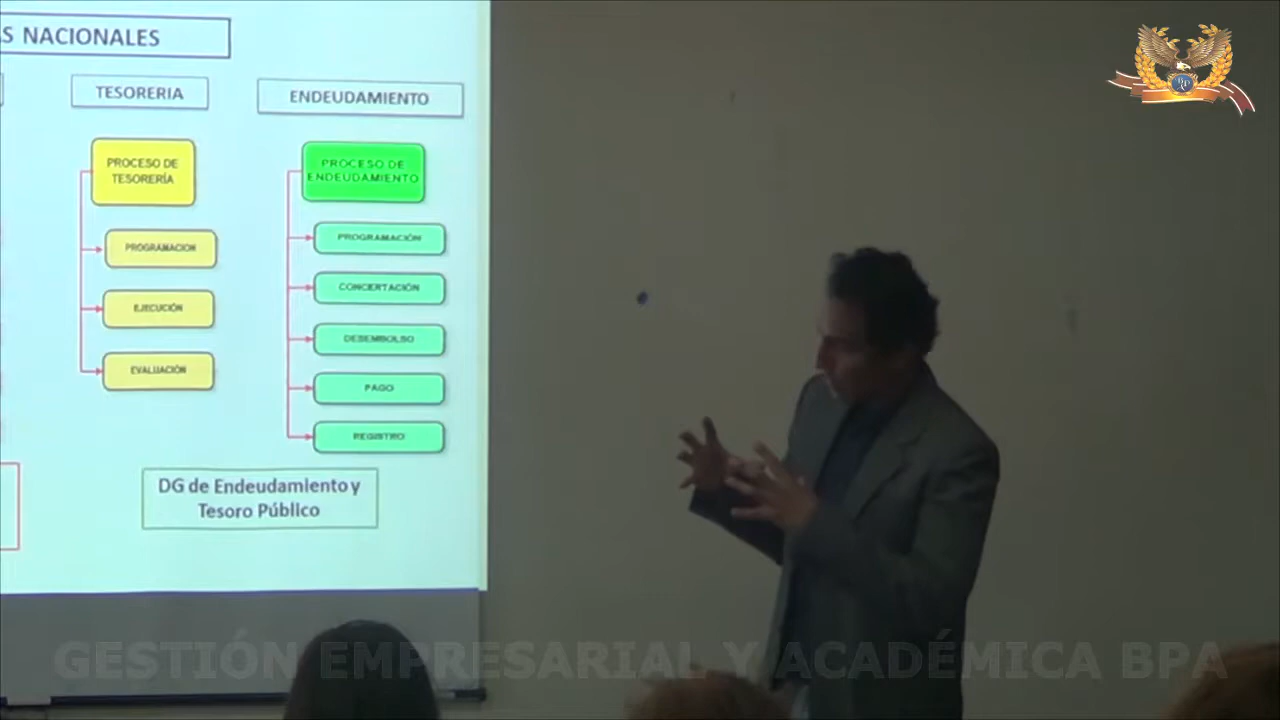 S NACIONALES
TESORERIA
ENDEUDAMIENTO
PROCESO DE
TESORERÍA
PROGRAMACION
EJECUCIÓN
EVALUACIÓN
PROCESO DE
ENDEUDAMIENTO
PROGRAMACIÓN
CONCERTACIÓN
DESEMBOLSO
PAGO
REGISTRO
DG de Endeudamiento y
Tesoro Público
GESTIÓN EMPRESARIAL Y ACADÉMICA BPA